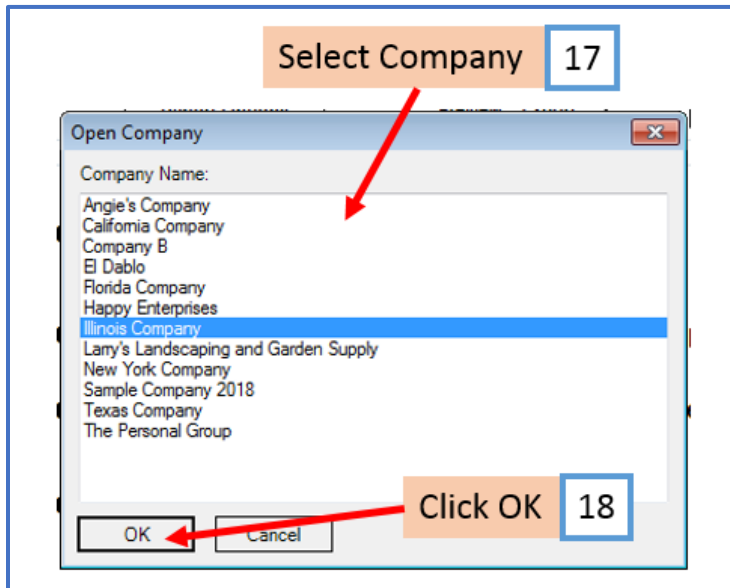 Select Company 17
Open Company
Company Name:
Angie's Company
California Company
Company B
El Dablo
Florida Company
Happy Enterprises
Illinois Company
Larry's Landscaping and Garden Supply
New York Company
Sample Company 2018
Texas Company
The Personal Group
Click OK 18
OK Cancel